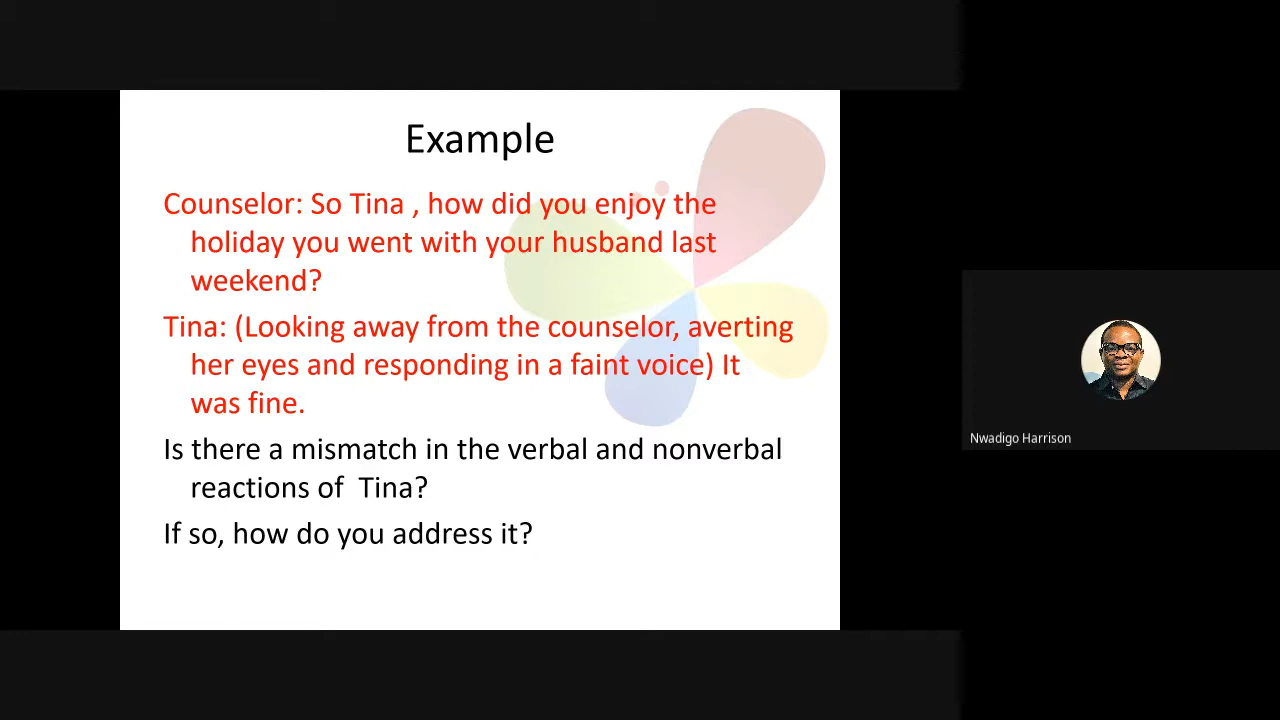 Example
Counselor: So Tina , how did you enjoy the
holiday you went with your husband last
weekend?
Tina: (Looking away from the counselor, averting
her eyes and responding in a faint voice) It
was fine.
Is there a mismatch in the verbal and nonverbal
reactions of  Tina?
If so, how do you address it?
Nwadigo Harrison